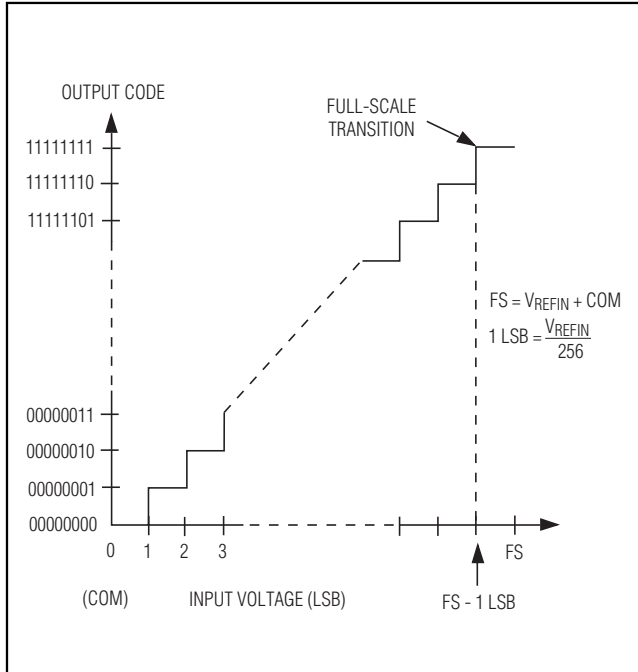 OUTPUT CODE
FULL-SCALE
TRANSITION
11111111
11111110
11111101
FS = VREFIN + COM
1 LSB = VREFIN
256
00000011
00000010
00000001
00000000
0 1 2 3 FS
(COM) INPUT VOLTAGE (LSB) FS - 1 LSB